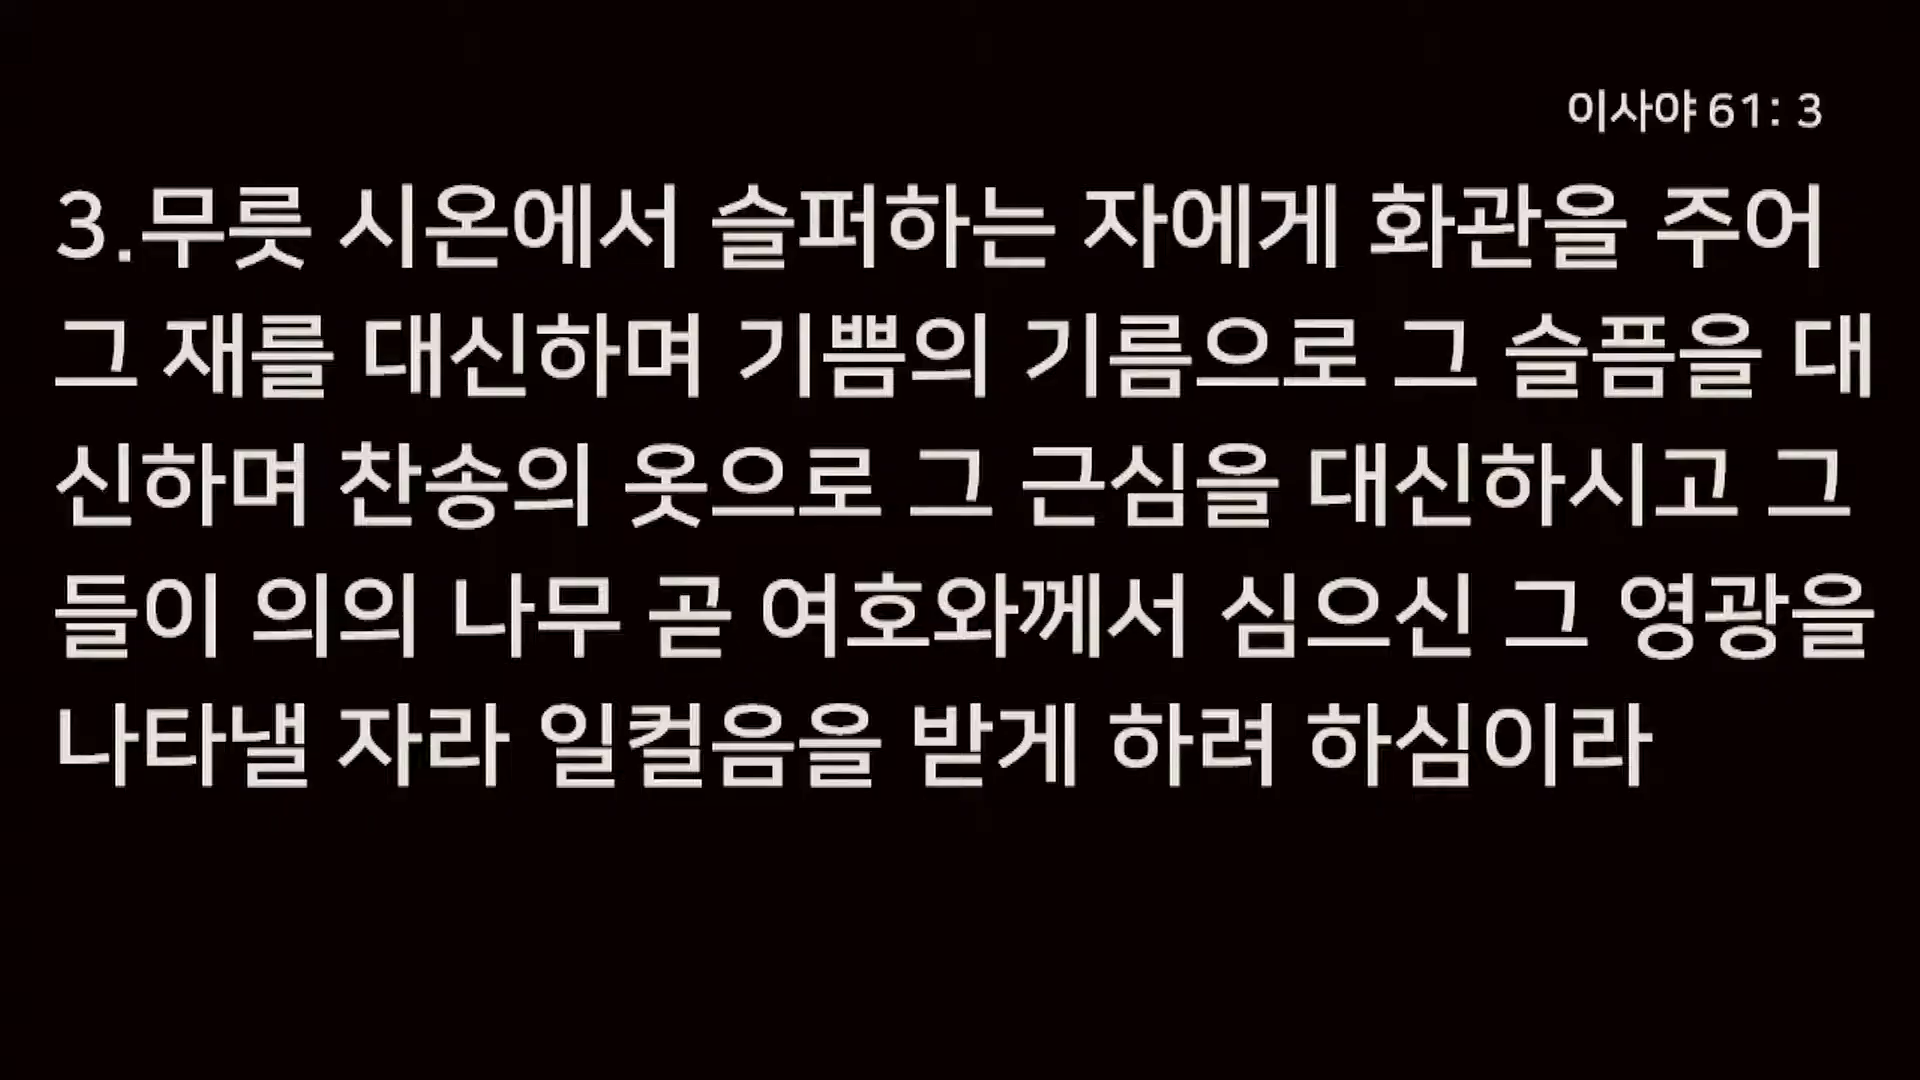 이사야 61: 3
3.무릇 시온에서 슬퍼하는 자에게 화관을 주어
그 재를 대신하며 기쁨의 기름으로 그 슬픔을 대
신하며 찬송의 옷으로 그 근심을 대신하시고 그
들이 의의 나무 곧 여호와께서 심으신 그 영광을
나타낼 자라 일컬음을 받게 하려 하심이라